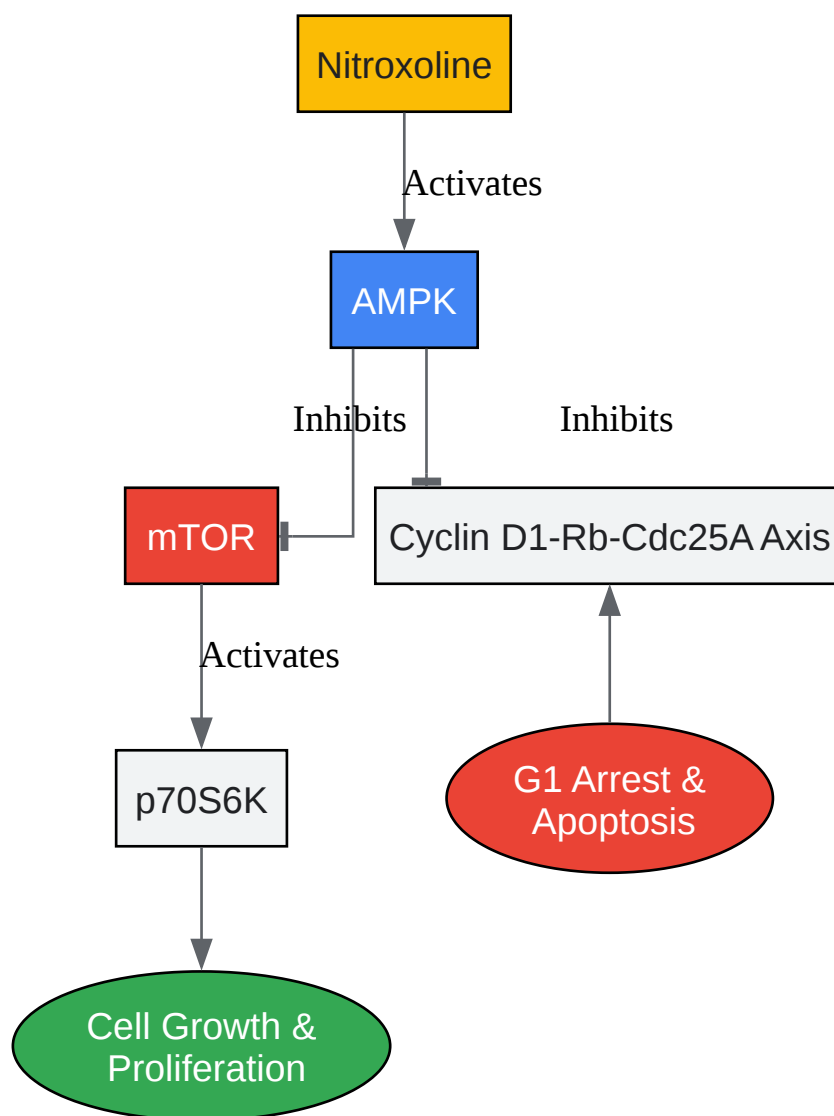 Nitroxoline
Activates
AMPK
Inhibits
Inhibits
mTOR
Cyclin D1-Rb-Cdc25A Axis
Activates
p70S6K
G1 Arrest &
Apoptosis
Cell Growth &
Proliferation